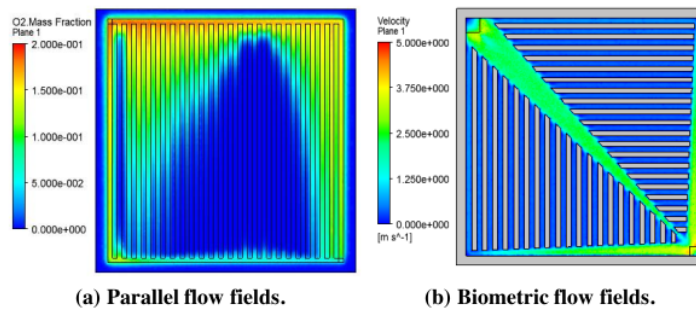 O2.Mass Fraction
Plane 1
2.000e-001
1.500e-001
1.000e-001
5.000e-002
0.000e+000
(a) Parallel flow fields.
Velocity
Plane 1
5.000e+000
3.750e+000
2.500e+000
1.250e+000
0.000e+000
[m s^-1]
(b) Biometric flow fields.